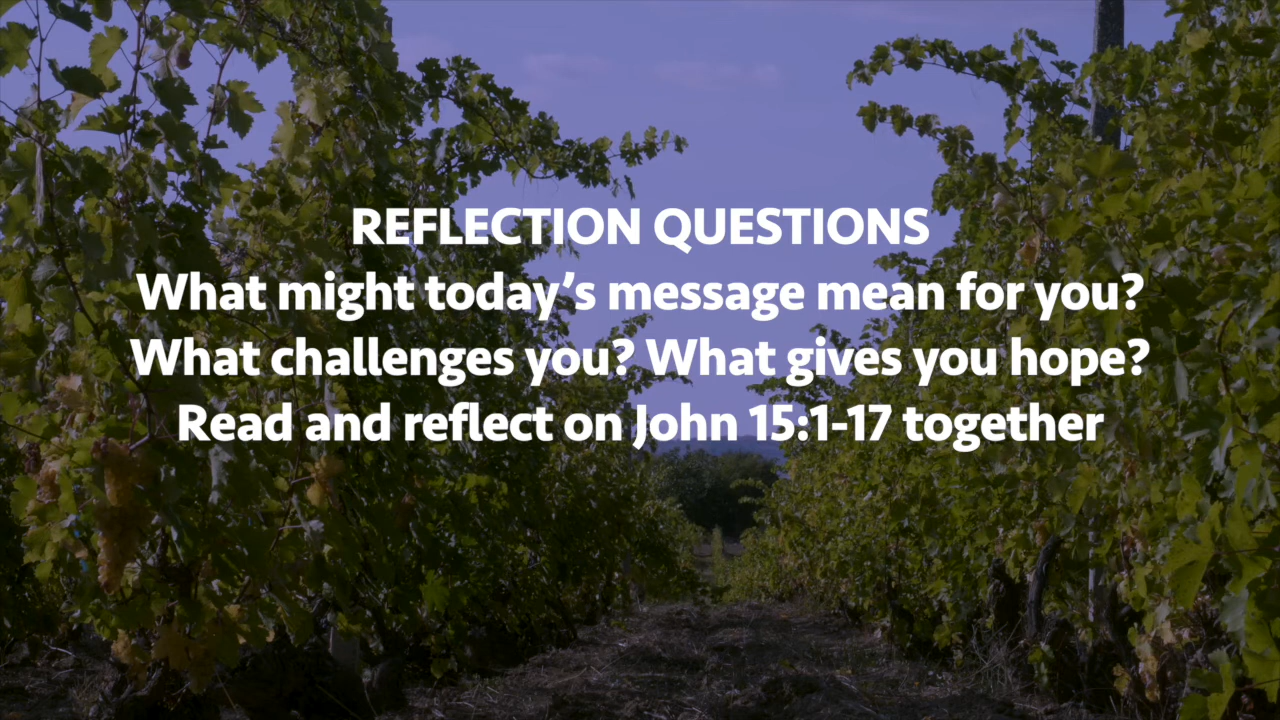 REFLECTION QUESTIONS
What might today’s message mean for you?
What challenges you? What gives you hope?
Read and reflect on John 15:1-17 together